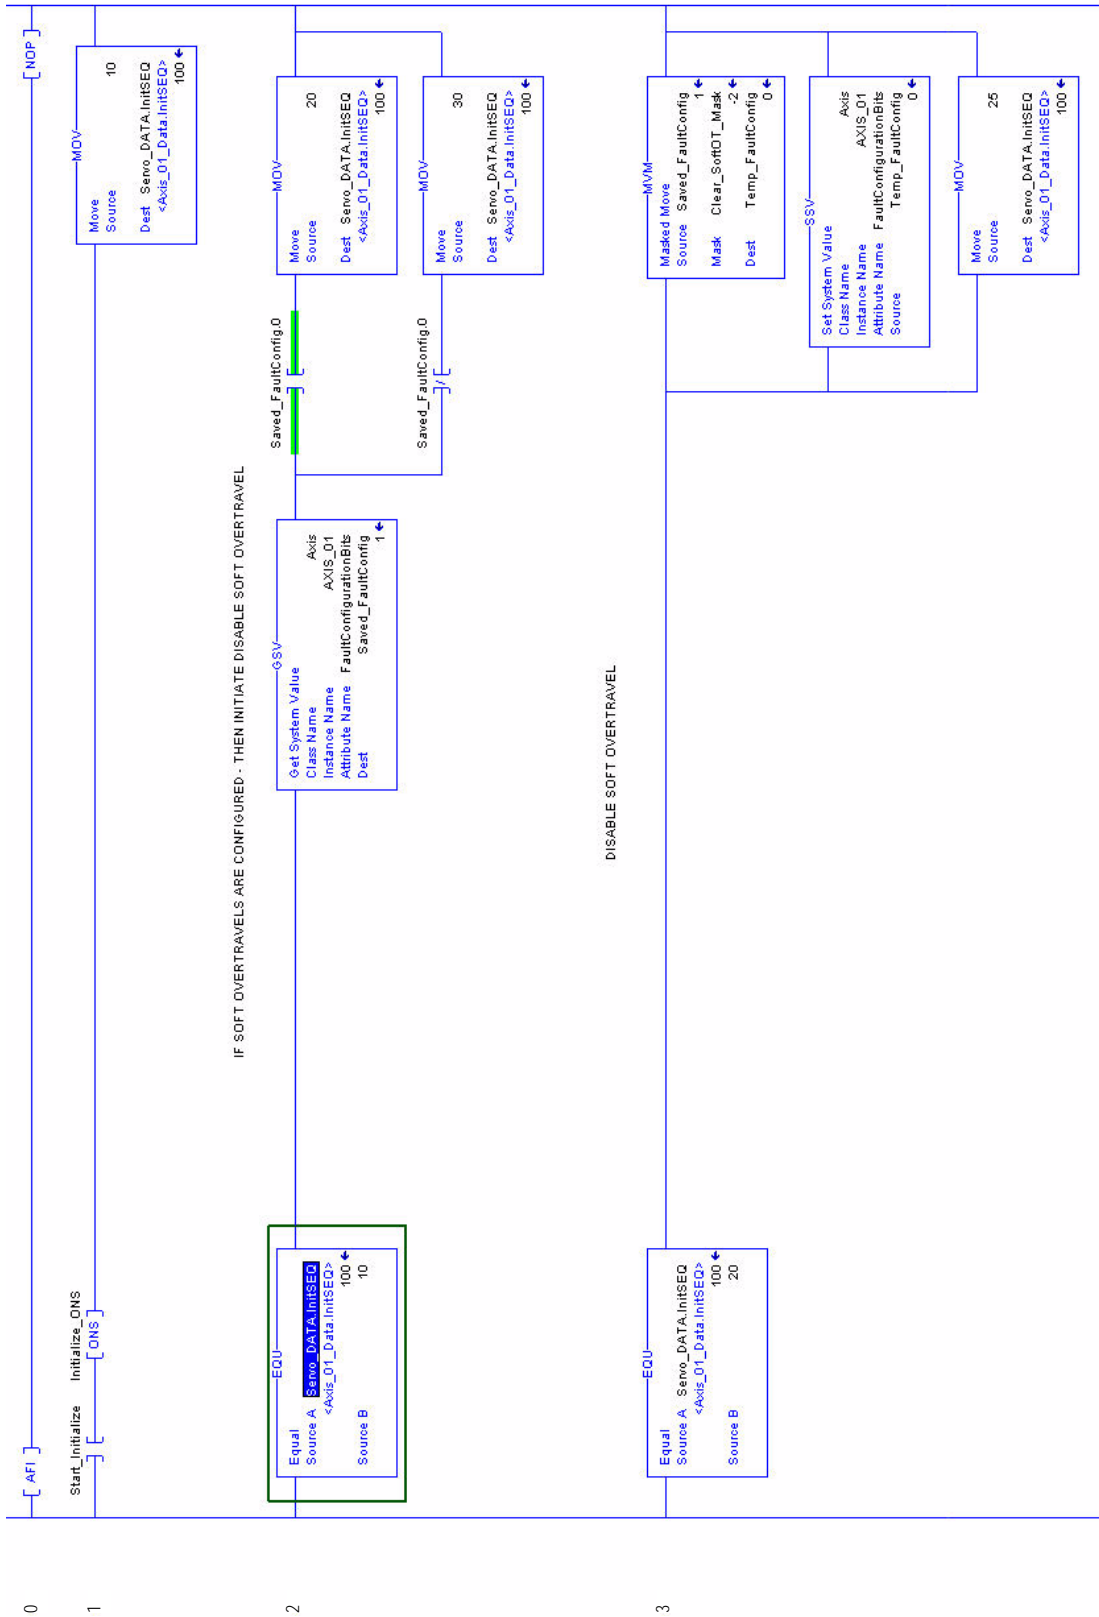 0
[ AFI ]
[ NOP ]
1
Start_Initialize
Initialize_ONS
[ ONS ]
MOV
Move
Source 10
Dest Servo_DATA.InitSEQ
<Axis_01_Data.InitSEQ>
100
IF SOFT OVERTRAVELS ARE CONFIGURED - THEN INITIATE DISABLE SOFT OVERTRAVEL
2
EQU
Equal
Source A Servo_DATA.InitSEQ
<Axis_01_Data.InitSEQ>
100
Source B 10
GSV
Get System Value
Class Name Axis
Instance Name AXIS_01
Attribute Name FaultConfigurationBits
Dest Saved_FaultConfig
1
Saved_FaultConfig.0
MOV
Move
Source 20
Dest Servo_DATA.InitSEQ
<Axis_01_Data.InitSEQ>
100
Saved_FaultConfig.0
MOV
Move
Source 30
Dest Servo_DATA.InitSEQ
<Axis_01_Data.InitSEQ>
100
DISABLE SOFT OVERTRAVEL
3
EQU
Equal
Source A Servo_DATA.InitSEQ
<Axis_01_Data.InitSEQ>
100
Source B 20
MVM
Masked Move
Source Saved_FaultConfig
1
Mask Clear_SoftOT_Mask
-2
Dest Temp_FaultConfig
0
SSV
Set System Value
Class Name Axis
Instance Name AXIS_01
Attribute Name FaultConfigurationBits
Source Temp_FaultConfig
0
MOV
Move
Source 25
Dest Servo_DATA.InitSEQ
<Axis_01_Data.InitSEQ>
100